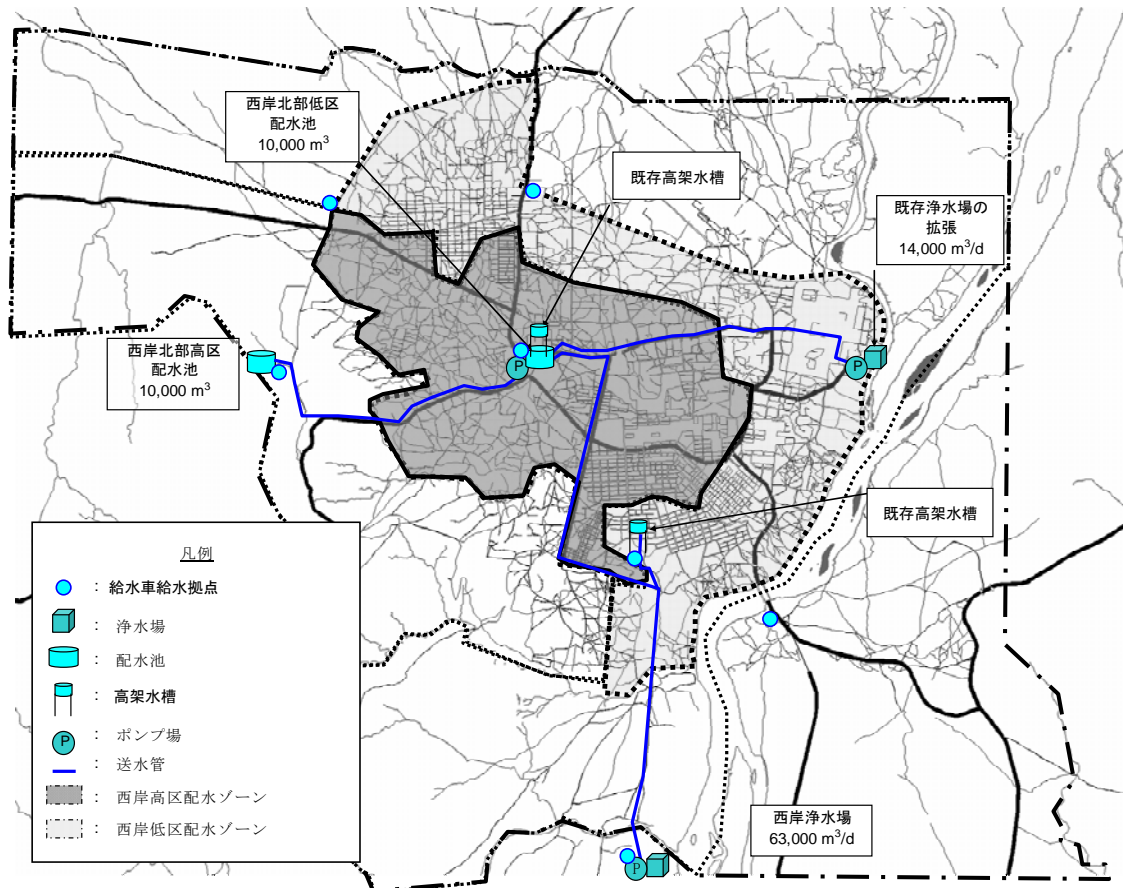 西岸北部低区
配水池
10,000 m³
既存高架水槽
既存浄水場の
拡張
14,000 m³/d
西岸北部高区
配水池
10,000 m³
P
P
既存高架水槽
凡例
: 給水車給水拠点
: 浄水場
: 配水池
: 高架水槽
P : ポンプ場
: 送水管
: 西岸高区配水ゾーン
: 西岸低区配水ゾーン
西岸浄水場
63,000 m³/d
P